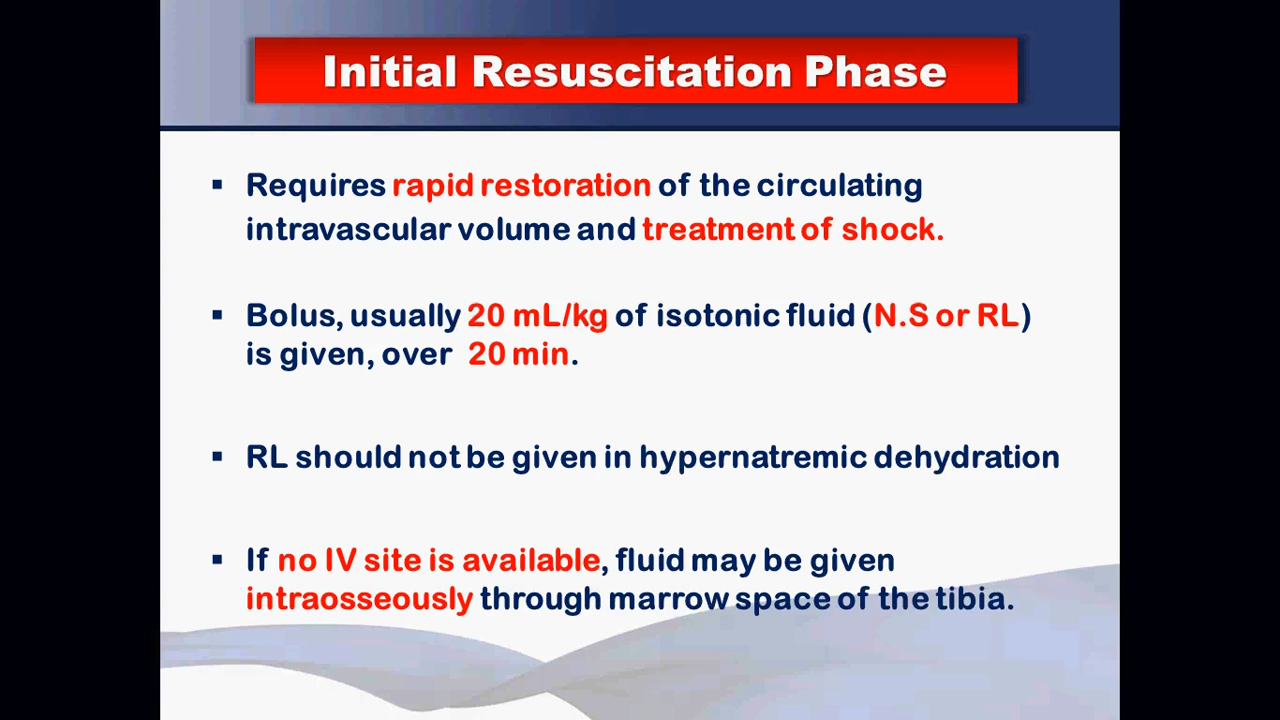 Initial Resuscitation Phase
▪ Requires rapid restoration of the circulating
intravascular volume and treatment of shock.
▪ Bolus, usually 20 mL/kg of isotonic fluid (N.S or RL)
is given, over 20 min.
▪ RL should not be given in hypernatremic dehydration
▪ If no IV site is available, fluid may be given
intraosseously through marrow space of the tibia.